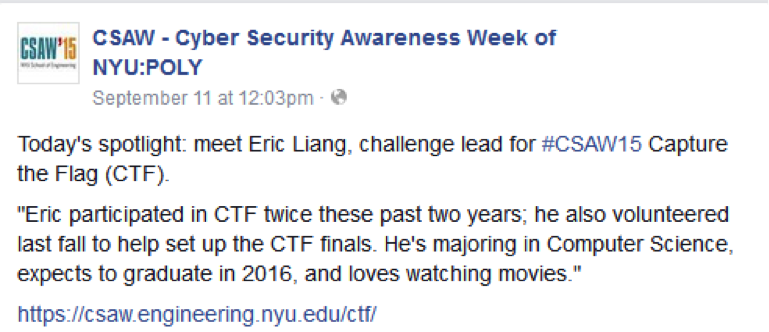 CSAW'15
NYU School of Engineering
CSAW - Cyber Security Awareness Week of
NYU:POLY
September 11 at 12:03pm ·
Today's spotlight: meet Eric Liang, challenge lead for #CSAW15 Capture
the Flag (CTF).
"Eric participated in CTF twice these past two years; he also volunteered
last fall to help set up the CTF finals. He's majoring in Computer Science,
expects to graduate in 2016, and loves watching movies."
https://csaw.engineering.nyu.edu/ctf/